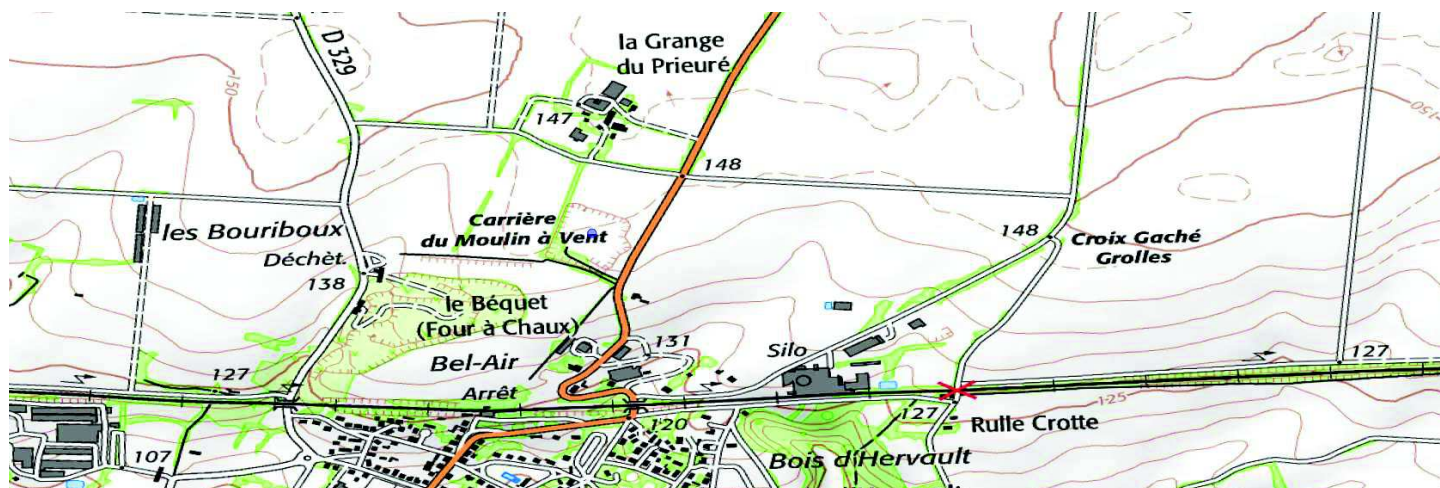 D 329
150
la Grange
du Prieuré
147
148
150
les Bouriboux
Carrière
du Moulin à Vent
Déchèt.
138
148
Croix Gaché
Grolles
le Béquet
(Four à Chaux)
Bel-Air
131
Silo
127
127
Arrêt
125
127
120
Rulle Crotte
107
Bois d'Hervault